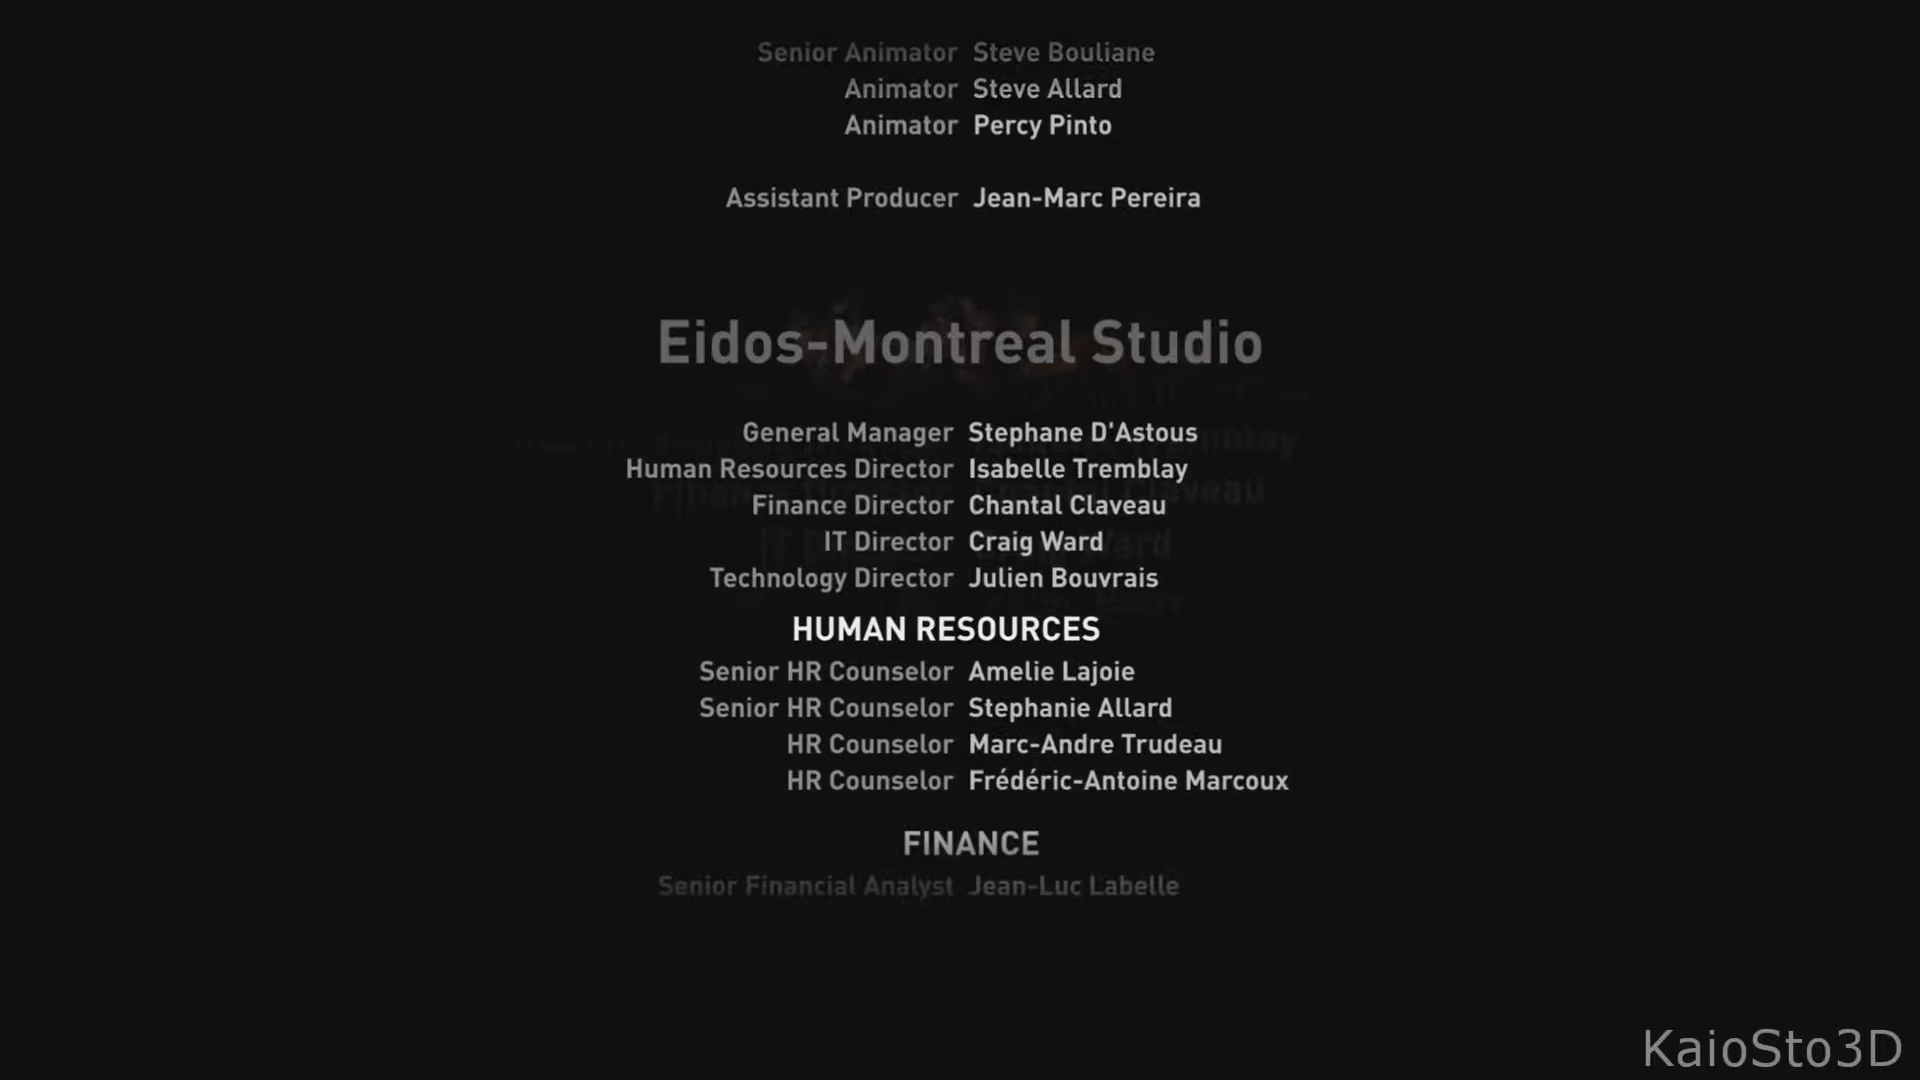 Senior Animator Steve Bouliane
Animator Steve Allard
Animator Percy Pinto
Assistant Producer Jean-Marc Pereira
Eidos-Montreal Studio
General Manager Stephane D'Astous
Human Resources Director Isabelle Tremblay
Finance Director Chantal Claveau
IT Director Craig Ward
Technology Director Julien Bouvrais
HUMAN RESOURCES
Senior HR Counselor Amelie Lajoie
Senior HR Counselor Stephanie Allard
HR Counselor Marc-Andre Trudeau
HR Counselor Frédéric-Antoine Marcoux
FINANCE
Senior Financial Analyst Jean-Luc Labelle
KaioSto3D